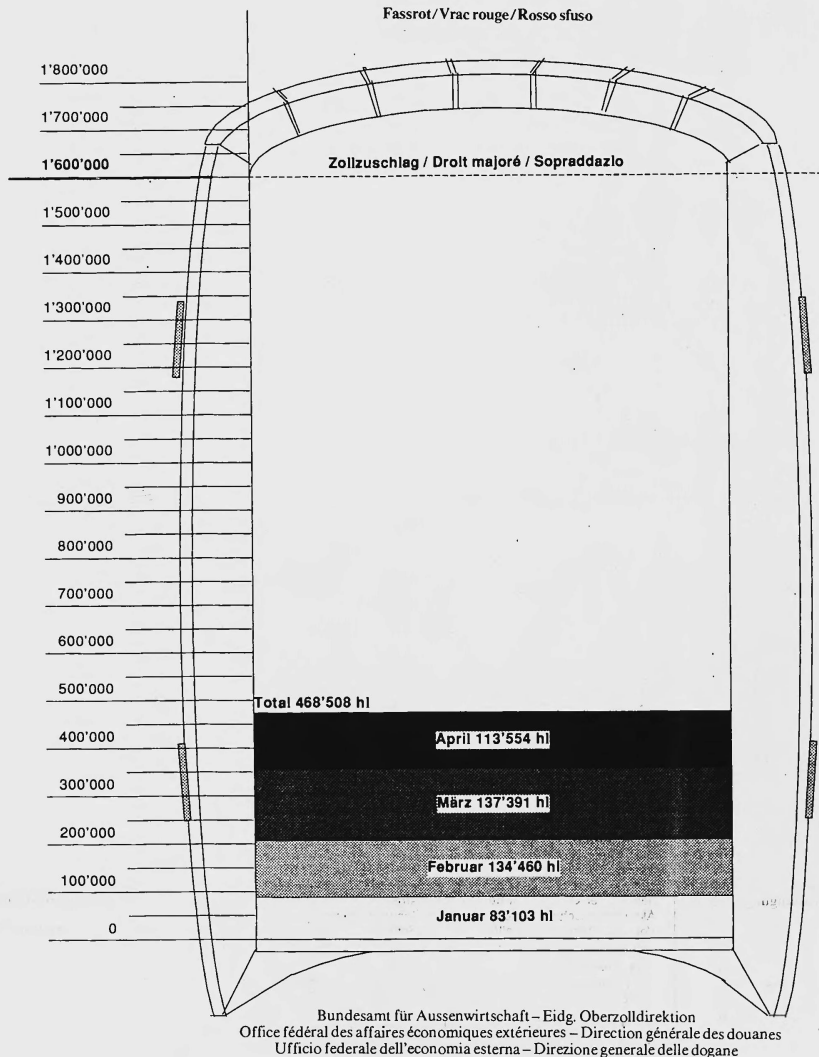 Fassrot/Vrac rouge/Rosso sfuso
1'800'000
1'700'000
1'600'000
Zollzuschlag / Droit majoré / Sopraddazio
1'500'000
1'400'000
1'300'000
1'200'000
1'100'000
1'000'000
900'000
800'000
700'000
600'000
500'000
Total 468'508 hl
400'000
April 113'554 hl
300'000
März 137'391 hl
200'000
Februar 134'460 hl
100'000
Januar 83'103 hl
0
Bundesamt für Aussenwirtschaft – Eidg. Oberzolldirektion
Office fédéral des affaires économiques extérieures – Direction générale des douanes
Ufficio federale dell'economia esterna – Direzione generale delle dogane